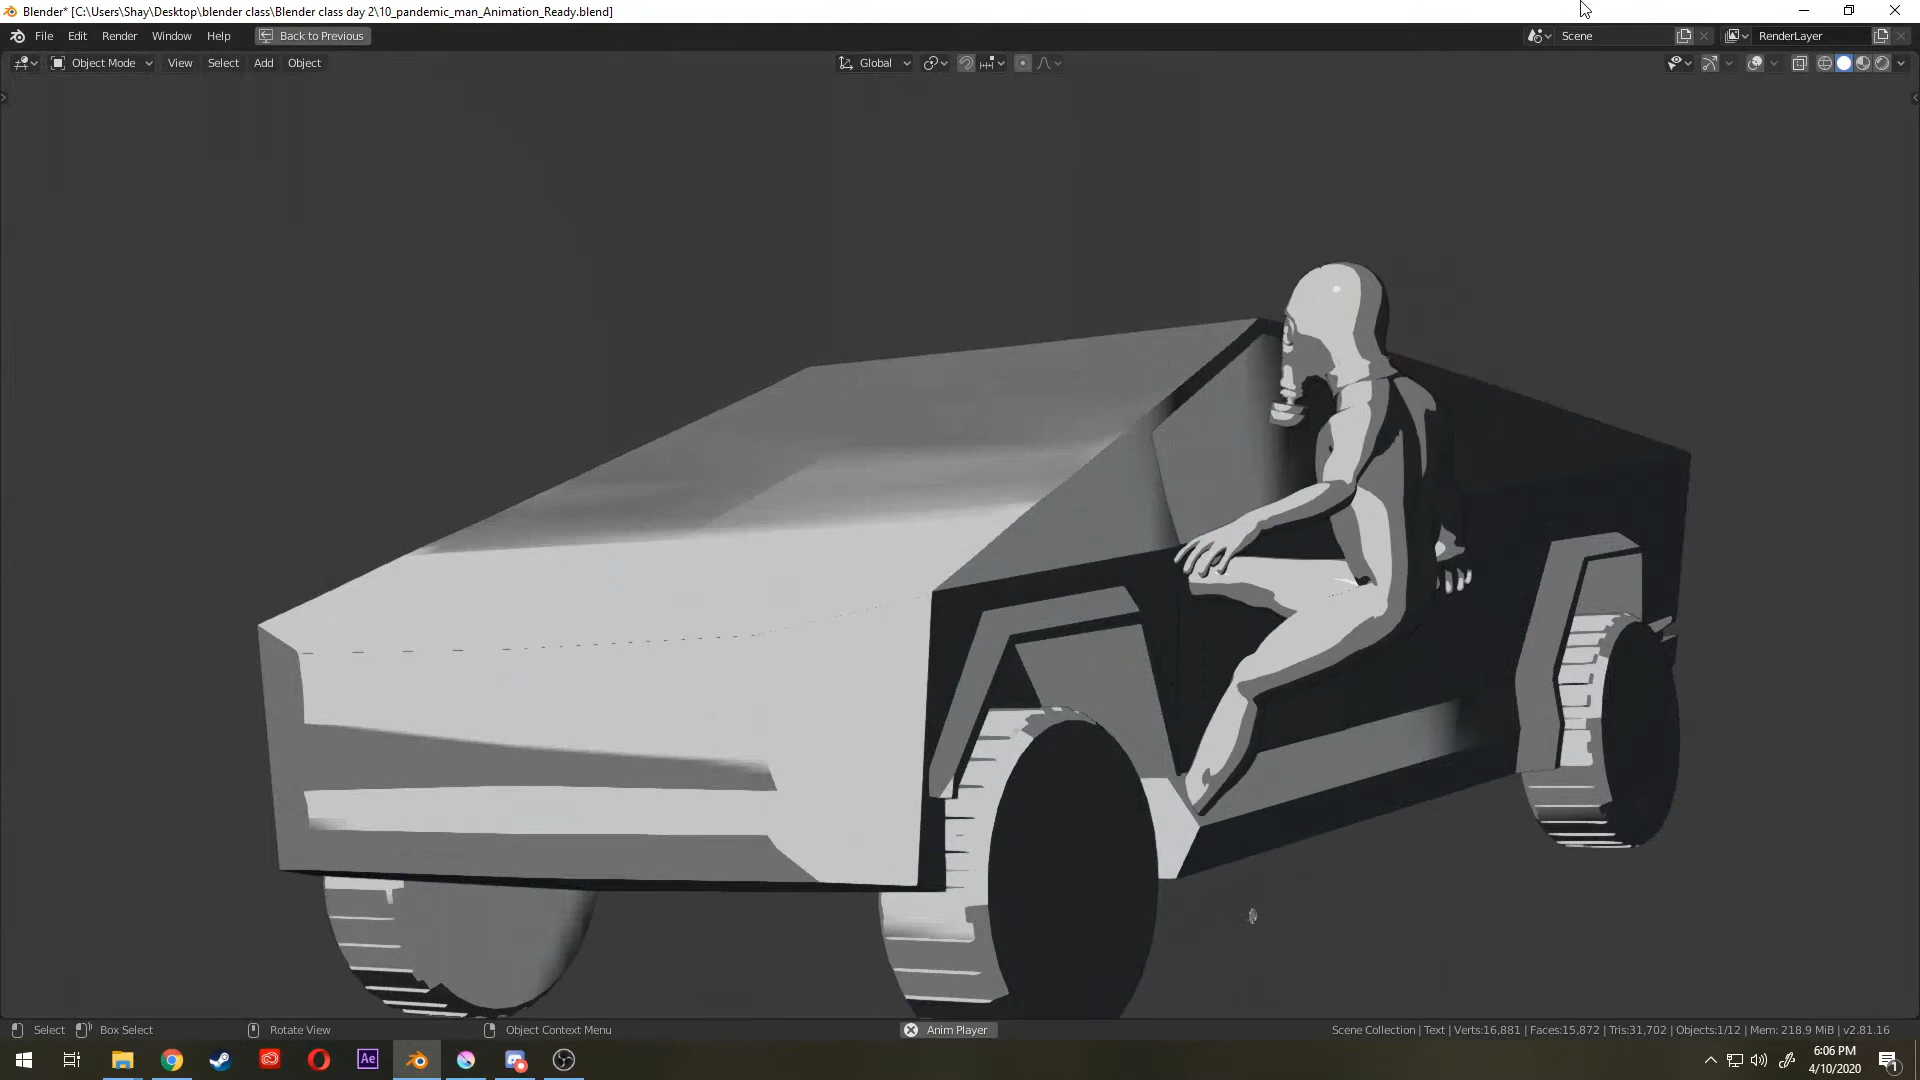 Blender* [C:\Users\Shay\Desktop\blender class\Blender class day 2\10_pandemic_man_Animation_Ready.blend]
File Edit Render Window Help Back to Previous Scene RenderLayer
Object Mode View Select Add Object Global
Select Box Select Rotate View Object Context Menu Anim Player Scene Collection | Text | Verts:16,881 | Faces:15,872 | Tris:31,702 | Objects:1/12 | Mem: 218.9 MiB | v2.81.16
Ae
6:06 PM
4/10/2020
1